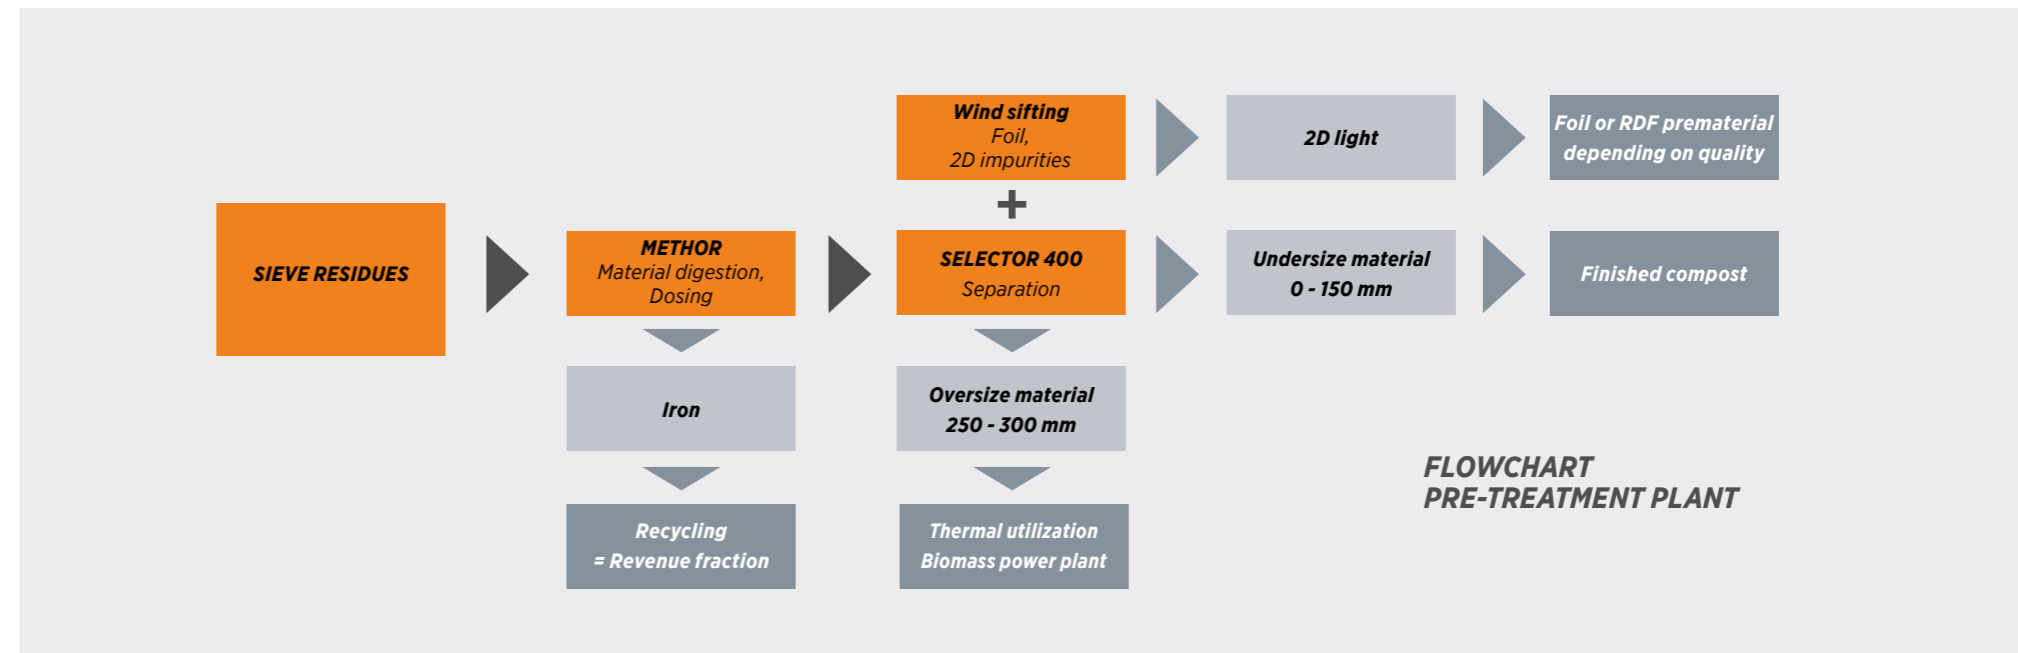 Wind sifting
Foil,
2D impurities
2D light
Foil or RDF prematerial
depending on quality
+
SIEVE RESIDUES
METHOR
Material digestion,
Dosing
SELECTOR 400
Separation
Undersize material
0 - 150 mm
Finished compost
Iron
Oversize material
250 - 300 mm
Recycling
= Revenue fraction
Thermal utilization
Biomass power plant
FLOWCHART
PRE-TREATMENT PLANT